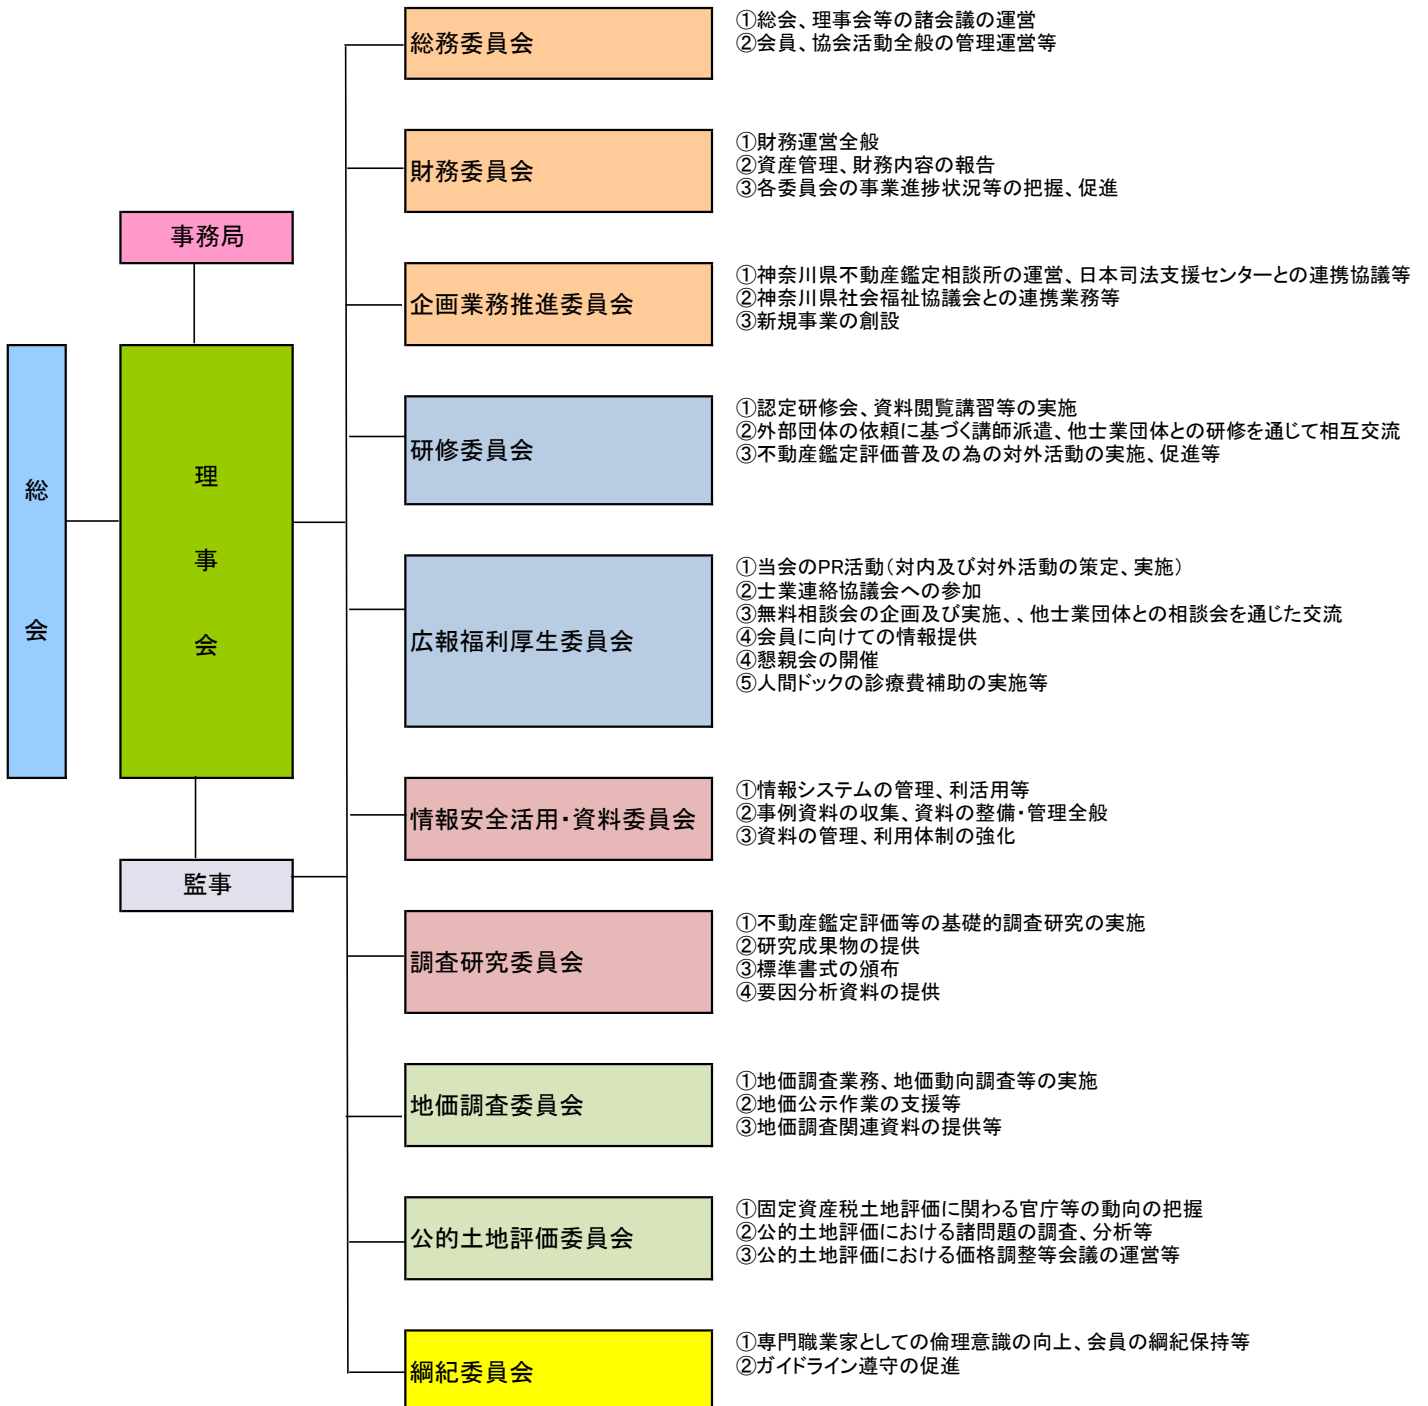 総務委員会
①総会、理事会等の諸会議の運営
②会員、協会活動全般の管理運営等
財務委員会
①財務運営全般
②資産管理、財務内容の報告
③各委員会の事業進捗状況等の把握、促進
事務局
企画業務推進委員会
①神奈川県不動産鑑定相談所の運営、日本司法支援センターとの連携協議等
②神奈川県社会福祉協議会との連携業務等
③新規事業の創設
総会
理事会
研修委員会
①認定研修会、資料閲覧講習等の実施
②外部団体の依頼に基づく講師派遣、他士業団体との研修を通じて相互交流
③不動産鑑定評価普及の為の対外活動の実施、促進等
広報福利厚生委員会
①当会のPR活動（対内及び対外活動の策定、実施）
②士業連絡協議会への参加
③無料相談会の企画及び実施、、他士業団体との相談会を通じた交流
④会員に向けての情報提供
④懇親会の開催
⑤人間ドックの診療費補助の実施等
情報安全活用・資料委員会
①情報システムの管理、利活用等
②事例資料の収集、資料の整備・管理全般
③資料の管理、利用体制の強化
監事
調査研究委員会
①不動産鑑定評価等の基礎的調査研究の実施
②研究成果物の提供
③標準書式の頒布
④要因分析資料の提供
地価調査委員会
①地価調査業務、地価動向調査等の実施
②地価公示作業の支援等
③地価調査関連資料の提供等
公的土地評価委員会
①固定資産税土地評価に関わる官庁等の動向の把握
②公的土地評価における諸問題の調査、分析等
③公的土地評価における価格調整等会議の運営等
綱紀委員会
①専門職業家としての倫理意識の向上、会員の綱紀保持等
②ガイドライン遵守の促進